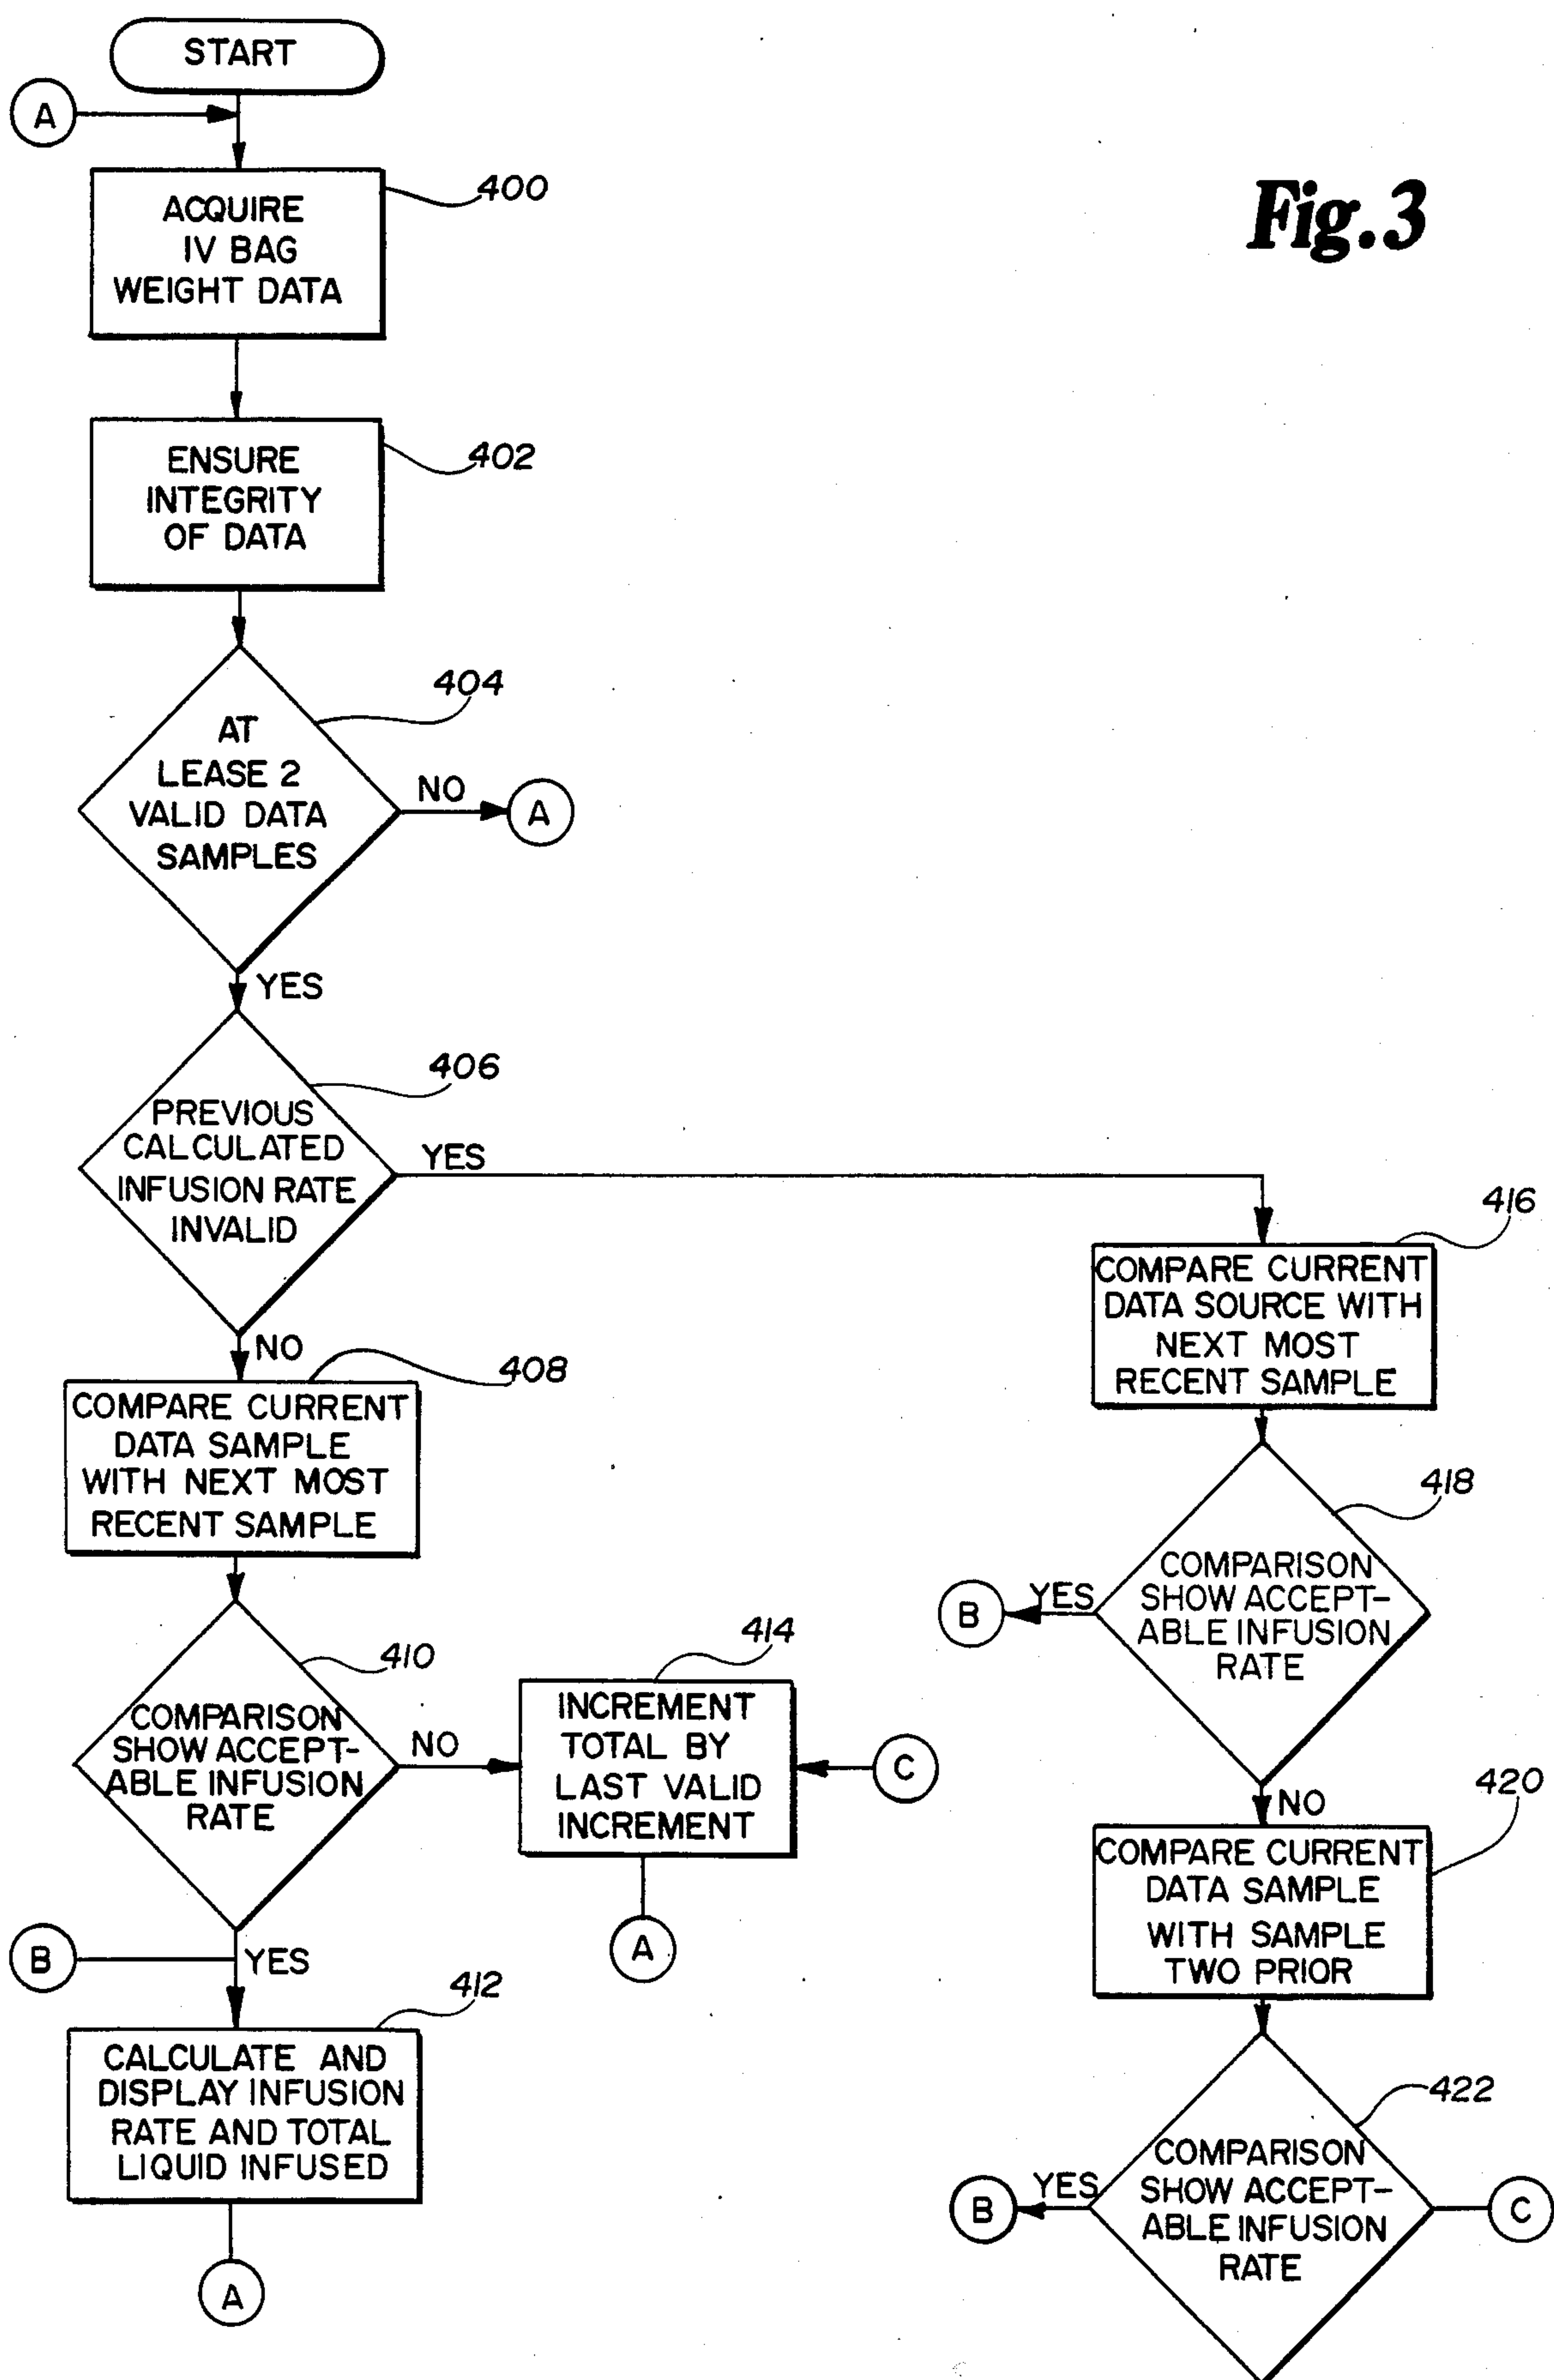 START
A
400
ACQUIRE
IV BAG
WEIGHT DATA
Fig. 3
402
ENSURE
INTEGRITY
OF DATA
404
AT
LEASE 2
VALID DATA
SAMPLES
NO
A
YES
406
PREVIOUS
CALCULATED
INFUSION RATE
INVALID
YES
NO
408
COMPARE CURRENT
DATA SAMPLE
WITH NEXT MOST
RECENT SAMPLE
410
COMPARISON
SHOW ACCEPT-
ABLE INFUSION
RATE
NO
414
INCREMENT
TOTAL BY
LAST VALID
INCREMENT
C
A
B
YES
412
CALCULATE AND
DISPLAY INFUSION
RATE AND TOTAL
LIQUID INFUSED
A
416
COMPARE CURRENT
DATA SOURCE WITH
NEXT MOST
RECENT SAMPLE
418
COMPARISON
SHOW ACCEPT-
ABLE INFUSION
RATE
YES
B
NO
420
COMPARE CURRENT
DATA SAMPLE
WITH SAMPLE
TWO PRIOR
422
COMPARISON
SHOW ACCEPT-
ABLE INFUSION
RATE
YES
B
C